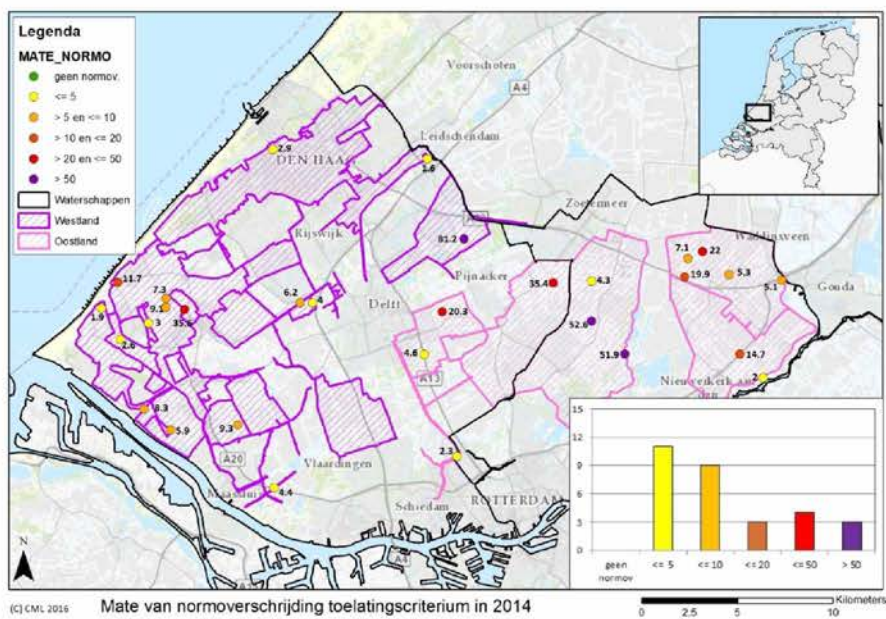 Legenda
MATE_NORMO
geen normov.
<= 5
> 5 en <= 10
> 10 en <= 20
> 20 en <= 50
> 50
Waterschappen
Westland
Oostland
Voorschoten
A4
Leidschendam
2.9
DEN HAAG
1.6
Zoetermeer
Rijswijk
81.2
Waddinxveen
7.1
22
11.7
Pijnacker
35.4
4.3
19.9
5.3
5.1
Gouda
7.3
6.2
4
Delft
1.9
9.1
35.6
3
20.3
52.6
2.6
4.6
51.9
14.7
A13
Nieuwerkerk aan
den
2
8.3
5.9
9.3
A20
Vlaardingen
2.3
Maassluis
4.4
Schiedam
ROTTERDAM
A4
N
15
12
9
6
3
0
geen
normov
<= 5
<= 10
<= 20
<= 50
> 50
(C) CML 2016
Mate van normoverschrijding toelatingscriterium in 2014
Kilometers
0
2.5
5
10